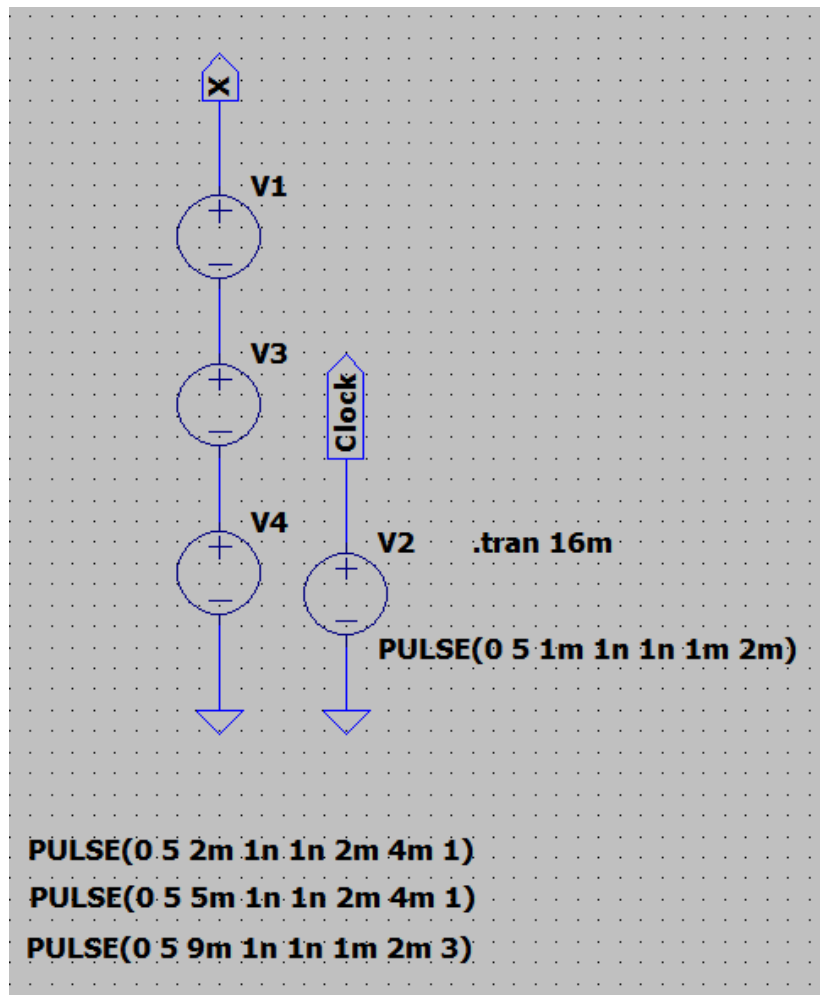 X
V1
V3
Clock
V4
V2 .tran 16m
PULSE(0 5 1m 1n 1n 1m 2m)
PULSE(0 5 2m 1n 1n 2m 4m 1)
PULSE(0 5 5m 1n 1n 2m 4m 1)
PULSE(0 5 9m 1n 1n 1m 2m 3)